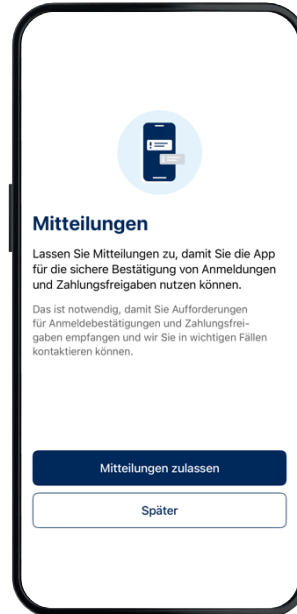 Mitteilungen
Lassen Sie Mitteilungen zu, damit Sie die App
für die sichere Bestätigung von Anmeldungen
und Zahlungsfreigaben nutzen können.
Das ist notwendig, damit Sie Aufforderungen
für Anmeldebestätigungen und Zahlungsfrei-
gaben empfangen und wir Sie in wichtigen Fällen
kontaktieren können.
Mitteilungen zulassen
Später